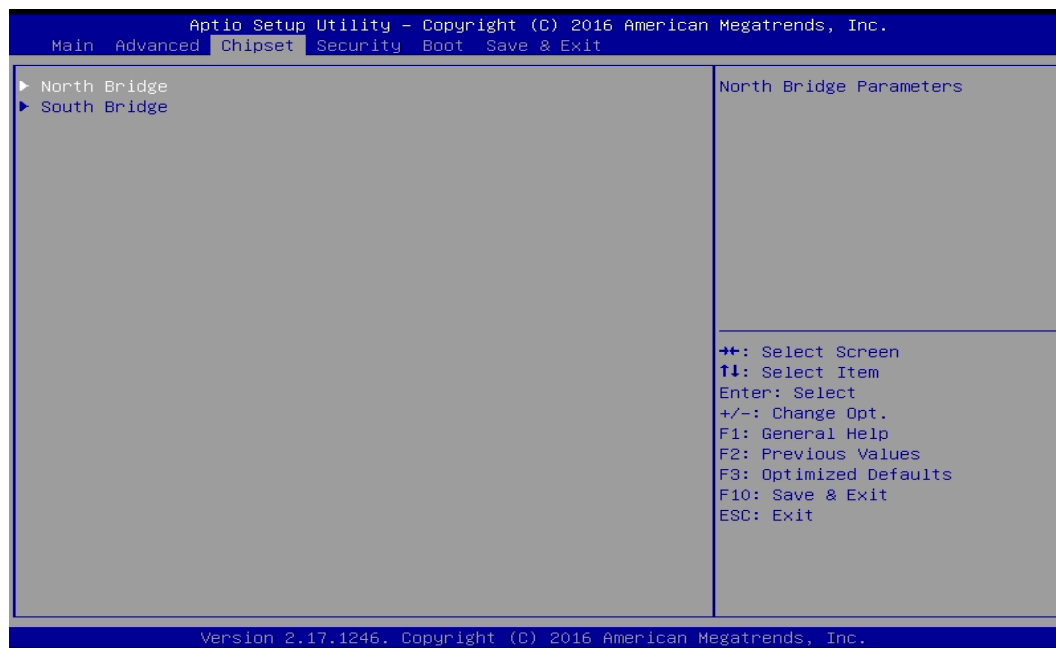 Aptio Setup Utility – Copyright (C) 2016 American Megatrends, Inc.
Main Advanced Chipset Security Boot Save & Exit
▶ North Bridge
▶ South Bridge
North Bridge Parameters
→←: Select Screen
↑↓: Select Item
Enter: Select
+/-: Change Opt.
F1: General Help
F2: Previous Values
F3: Optimized Defaults
F10: Save & Exit
ESC: Exit
Version 2.17.1246. Copyright (C) 2016 American Megatrends, Inc.